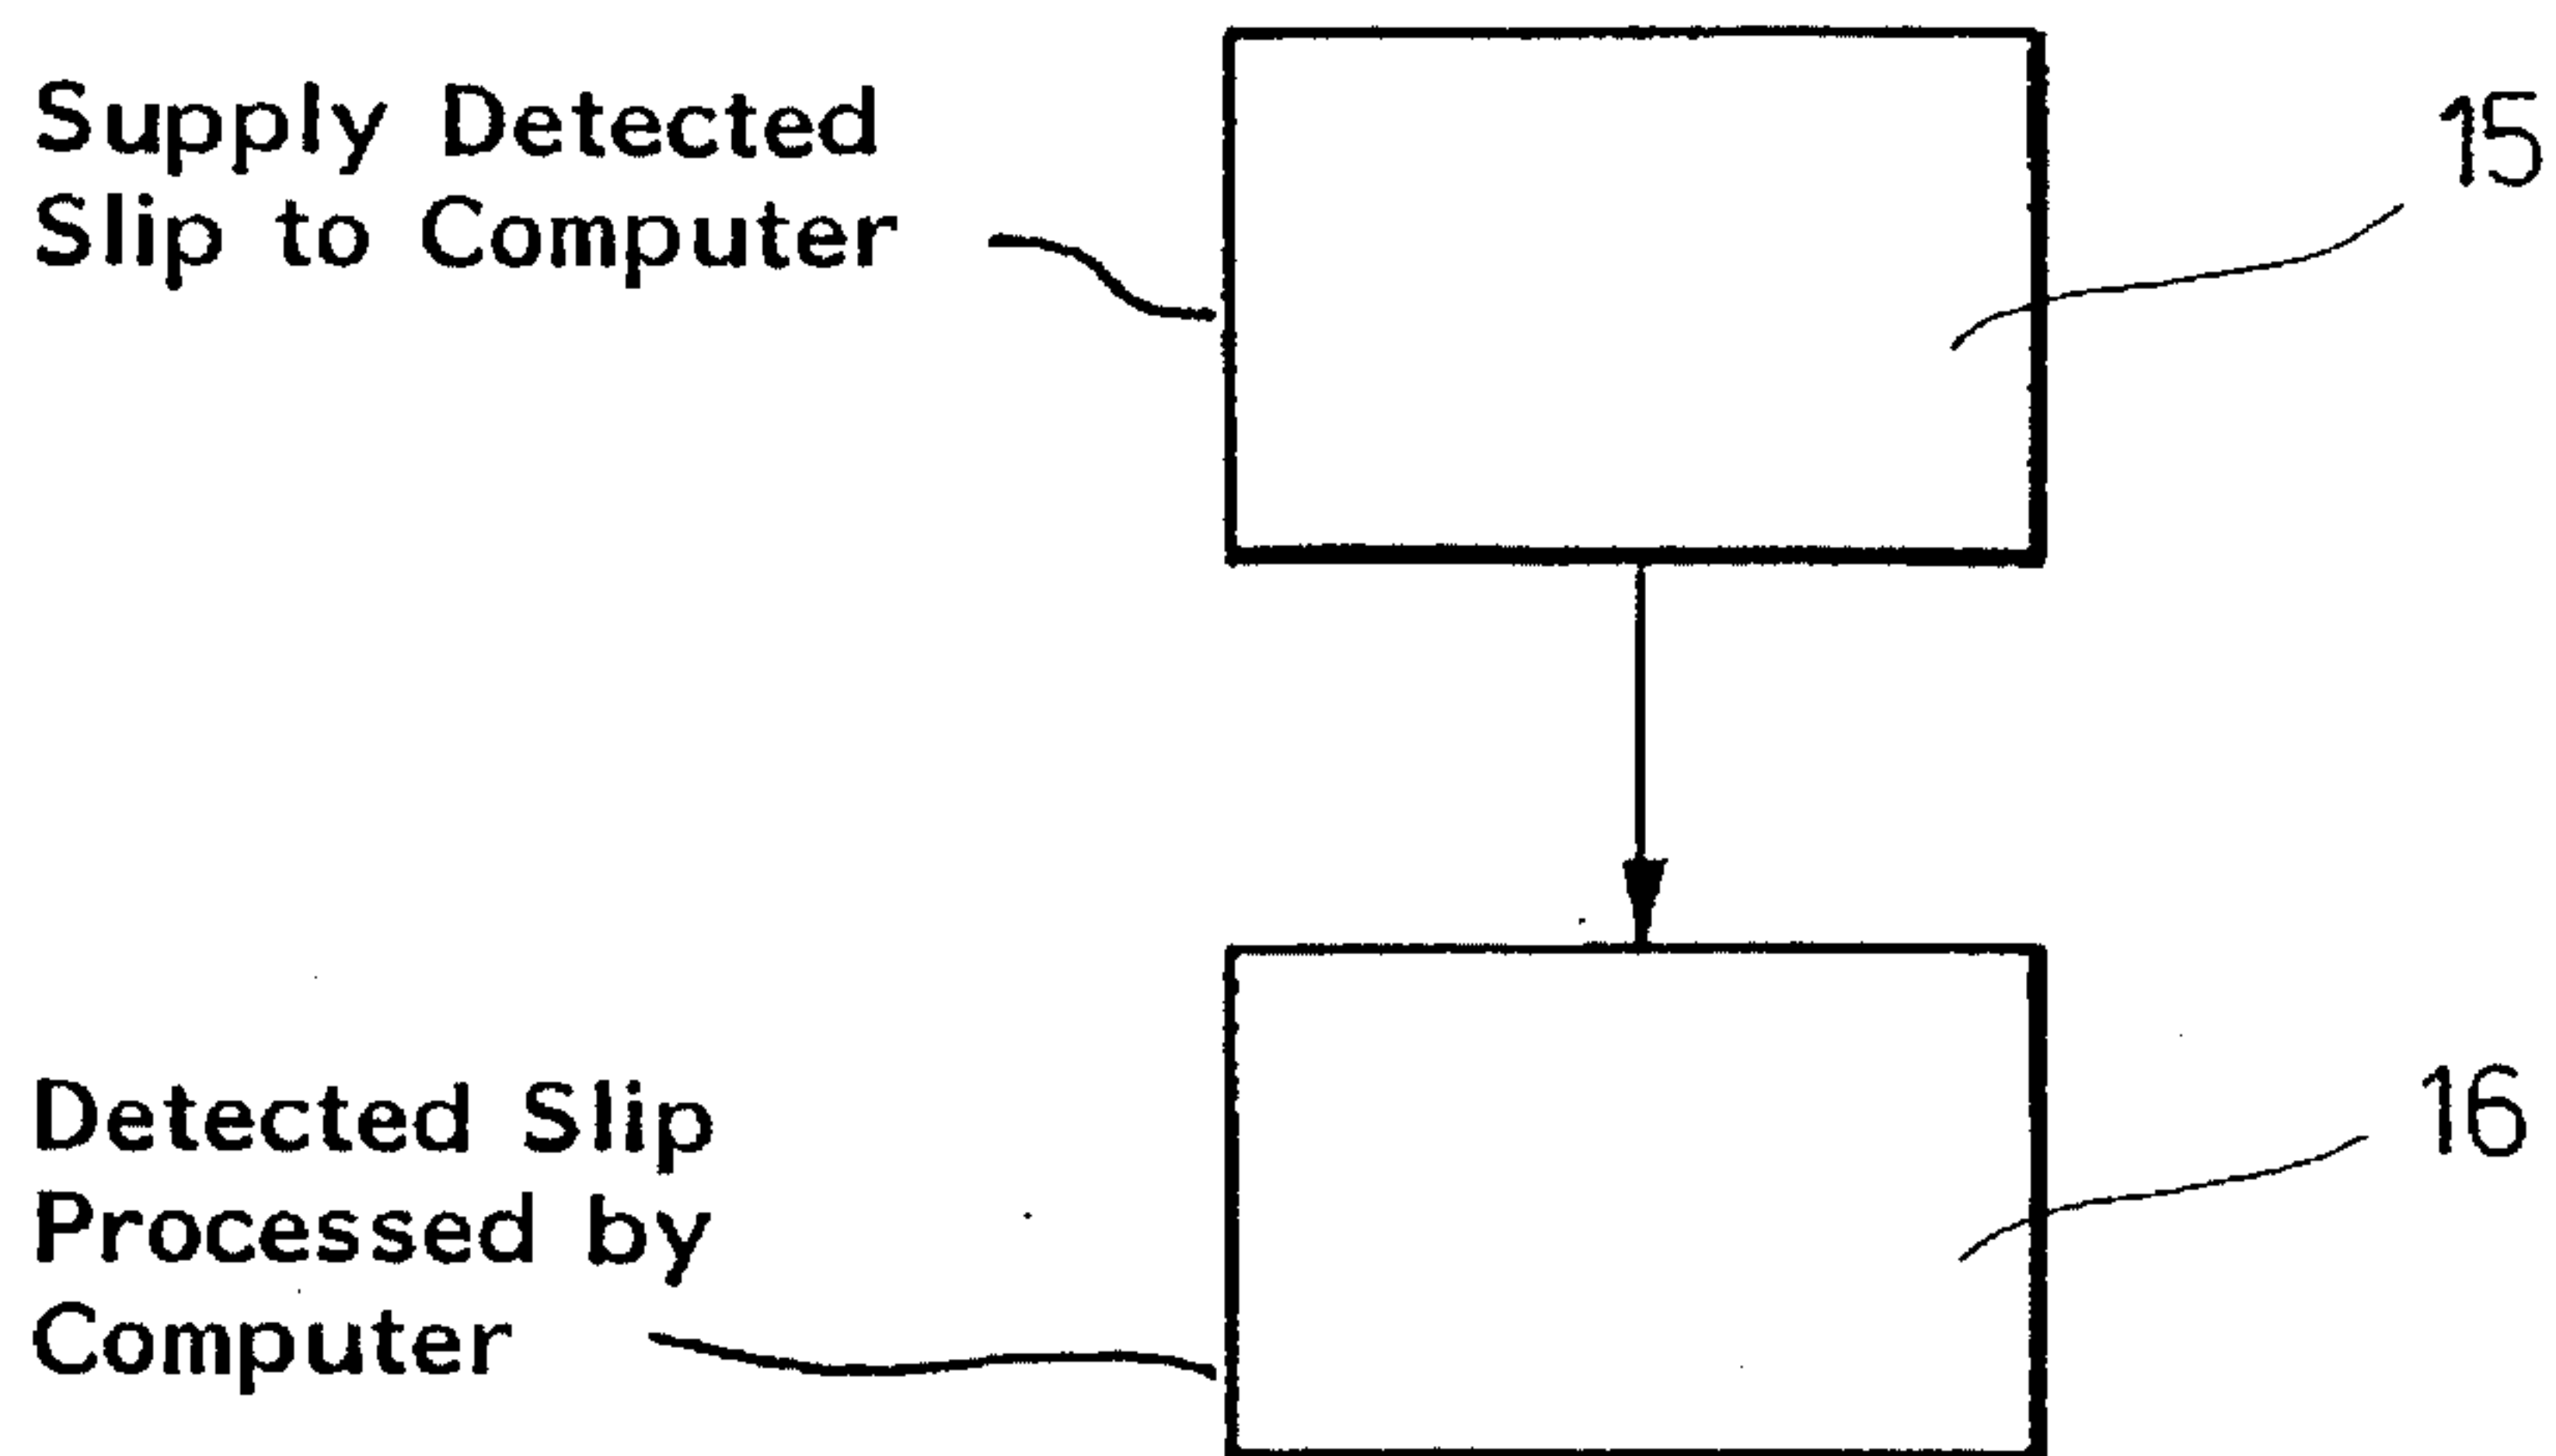 Supply Detected
Slip to Computer
15
Detected Slip
Processed by
Computer
16